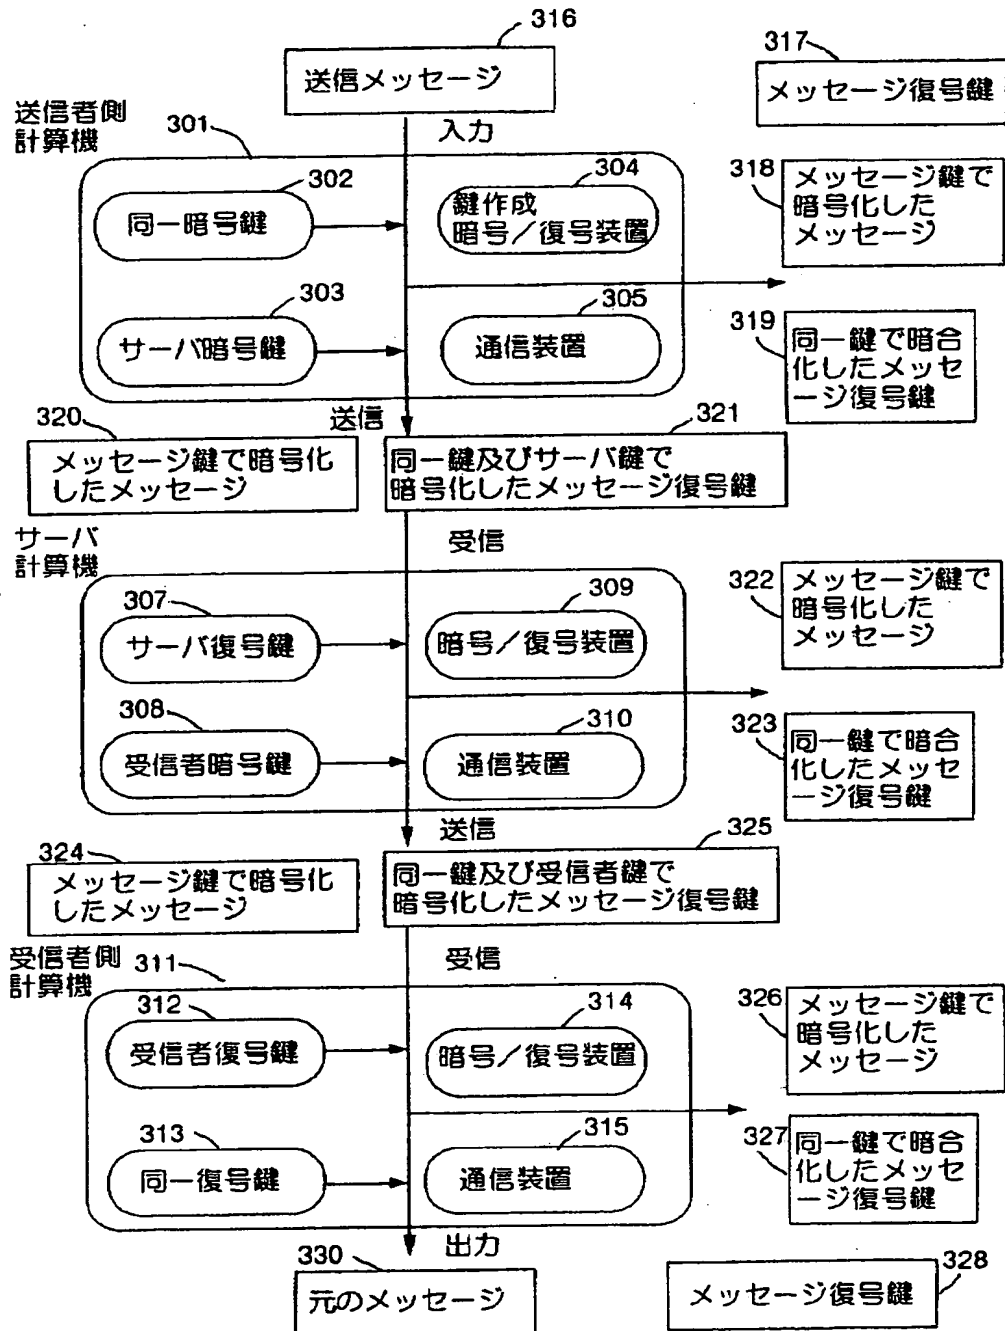 316
送信メッセージ
317
メッセージ復号鍵
送信者側
計算機
301
入力
302
同一暗号鍵
304
鍵作成
暗号/復号装置
318
メッセージ鍵で
暗号化した
メッセージ
303
サーバ暗号鍵
305
通信装置
319
同一鍵で暗合
化したメッセ
ージ復号鍵
送信
320
メッセージ鍵で暗号化
したメッセージ
321
同一鍵及びサーバ鍵で
暗号化したメッセージ復号鍵
サーバ
計算機
受信
307
サーバ復号鍵
309
暗号/復号装置
322
メッセージ鍵で
暗号化した
メッセージ
308
受信者暗号鍵
310
通信装置
323
同一鍵で暗合
化したメッセ
ージ復号鍵
送信
324
メッセージ鍵で暗号化
したメッセージ
325
同一鍵及び受信者鍵で
暗号化したメッセージ復号鍵
受信者側
計算機
311
受信
312
受信者復号鍵
314
暗号/復号装置
326
メッセージ鍵で
暗号化した
メッセージ
313
同一復号鍵
315
通信装置
327
同一鍵で暗合
化したメッセ
ージ復号鍵
出力
330
元のメッセージ
328
メッセージ復号鍵